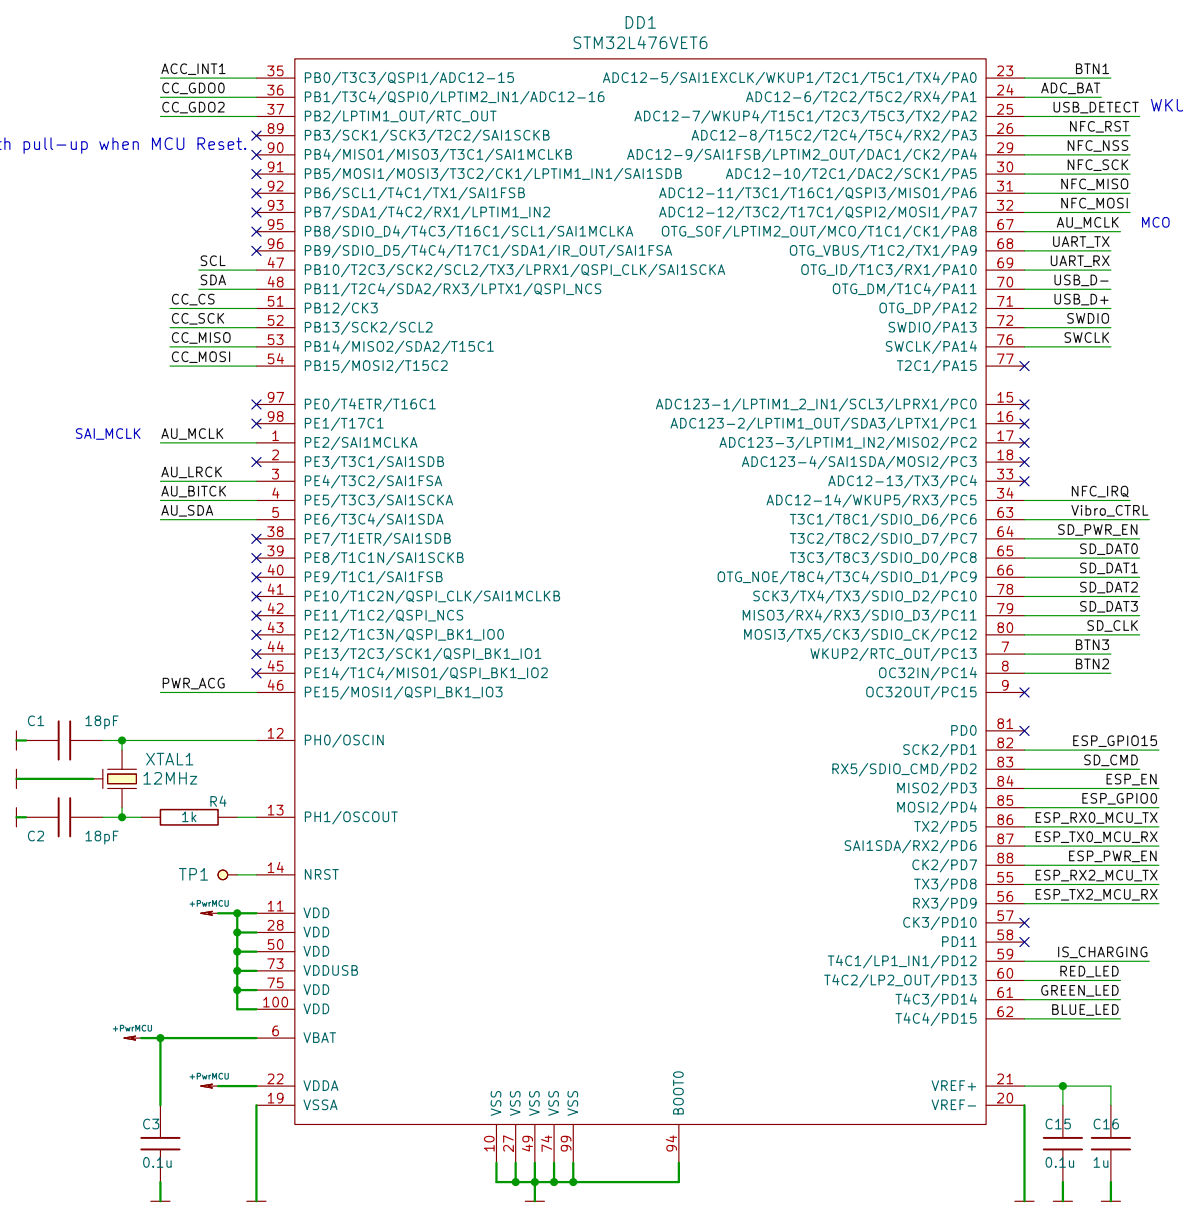 DD1
STM32L476VET6
ACC_INT1 35 PB0/T3C3/QSPI1/ADC12-15 ADC12-5/SAI1EXCLK/WKUP1/T2C1/T5C1/TX4/PA0 23 BTN1
CC_GDO0 36 PB1/T3C4/QSPI0/LPTIM2_IN1/ADC12-16 ADC12-6/T2C2/T5C2/RX4/PA1 24 ADC_BAT
CC_GDO2 37 PB2/LPTIM1_OUT/RTC_OUT ADC12-7/WKUP4/T15C1/T2C3/T5C3/TX2/PA2 25 USB_DETECT WKU
89 PB3/SCK1/SCK3/T2C2/SAI1SCKB ADC12-8/T15C2/T2C4/T5C4/RX2/PA3 26 NFC_RST
pull-up when MCU Reset. 90 PB4/MISO1/MISO3/T3C1/SAI1MCLKB ADC12-9/SAI1FSB/LPTIM2_OUT/DAC1/CK2/PA4 29 NFC_NSS
91 PB5/MOSI1/MOSI3/T3C2/CK1/LPTIM1_IN1/SAI1SDB ADC12-10/T2C1/DAC2/SCK1/PA5 30 NFC_SCK
92 PB6/SCL1/T4C1/TX1/SAI1FSB ADC12-11/T3C1/T16C1/QSPI3/MISO1/PA6 31 NFC_MISO
93 PB7/SDA1/T4C2/RX1/LPTIM1_IN2 ADC12-12/T3C2/T17C1/QSPI2/MOSI1/PA7 32 NFC_MOSI
95 PB8/SDIO_D4/T4C3/T16C1/SCL1/SAI1MCLKA OTG_SOF/LPTIM2_OUT/MCO/T1C1/CK1/PA8 67 AU_MCLK MCO
96 PB9/SDIO_D5/T4C4/T17C1/SDA1/IR_OUT/SAI1FSA OTG_VBUS/T1C2/TX1/PA9 68 UART_TX
SCL 47 PB10/T2C3/SCK2/SCL2/TX3/LPRX1/QSPI_CLK/SAI1SCKA OTG_ID/T1C3/RX1/PA10 69 UART_RX
SDA 48 PB11/T2C4/SDA2/RX3/LPTX1/QSPI_NCS OTG_DM/T1C4/PA11 70 USB_D-
CC_CS 51 PB12/CK3 OTG_DP/PA12 71 USB_D+
CC_SCK 52 PB13/SCK2/SCL2 SWDIO/PA13 72 SWDIO
CC_MISO 53 PB14/MISO2/SDA2/T15C1 SWCLK/PA14 76 SWCLK
CC_MOSI 54 PB15/MOSI2/T15C2 T2C1/PA15 77
97 PE0/T4ETR/T16C1 ADC123-1/LPTIM1_2_IN1/SCL3/LPRX1/PC0 15
98 PE1/T17C1 ADC123-2/LPTIM1_OUT/SDA3/LPTX1/PC1 16
SAI_MCLK AU_MCLK 1 PE2/SAI1MCLKA ADC123-3/LPTIM1_IN2/MISO2/PC2 17
2 PE3/T3C1/SAI1SDB ADC123-4/SAI1SDA/MOSI2/PC3 18
AU_LRCK 3 PE4/T3C2/SAI1FSA ADC12-13/TX3/PC4 33
AU_BITCK 4 PE5/T3C3/SAI1SCKA ADC12-14/WKUP5/RX3/PC5 34 NFC_IRQ
AU_SDA 5 PE6/T3C4/SAI1SDA T3C1/T8C1/SDIO_D6/PC6 63 Vibro_CTRL
38 PE7/T1ETR/SAI1SDB T3C2/T8C2/SDIO_D7/PC7 64 SD_PWR_EN
39 PE8/T1C1N/SAI1SCKB T3C3/T8C3/SDIO_D0/PC8 65 SD_DAT0
40 PE9/T1C1/SAI1FSB OTG_NOE/T8C4/T3C4/SDIO_D1/PC9 66 SD_DAT1
41 PE10/T1C2N/QSPI_CLK/SAI1MCLKB SCK3/TX4/TX3/SDIO_D2/PC10 78 SD_DAT2
42 PE11/T1C2/QSPI_NCS MISO3/RX4/RX3/SDIO_D3/PC11 79 SD_DAT3
43 PE12/T1C3N/QSPI_BK1_IO0 MOSI3/TX5/CK3/SDIO_CK/PC12 80 SD_CLK
44 PE13/T2C3/SCK1/QSPI_BK1_IO1 WKUP2/RTC_OUT/PC13 7 BTN3
45 PE14/T1C4/MISO1/QSPI_BK1_IO2 OC32IN/PC14 8 BTN2
PWR_ACG 46 PE15/MOSI1/QSPI_BK1_IO3 OC32OUT/PC15 9
C1 18pF 12 PH0/OSCIN PD0 81
SCK2/PD1 82 ESP_GPIO15
XTAL1
12MHz RX5/SDIO_CMD/PD2 83 SD_CMD
MISO2/PD3 84 ESP_EN
R4 MOSI2/PD4 85 ESP_GPIO0
1k 13 PH1/OSCOUT TX2/PD5 86 ESP_RX0_MCU_TX
C2 18pF SAI1SDA/RX2/PD6 87 ESP_TX0_MCU_RX
CK2/PD7 88 ESP_PWR_EN
TP1 14 NRST TX3/PD8 55 ESP_RX2_MCU_TX
+PwrMCU RX3/PD9 56 ESP_TX2_MCU_RX
11 VDD CK3/PD10 57
28 VDD PD11 58
50 VDD T4C1/LP1_IN1/PD12 59 IS_CHARGING
73 VDDUSB T4C2/LP2_OUT/PD13 60 RED_LED
75 VDD T4C3/PD14 61 GREEN_LED
100 VDD T4C4/PD15 62 BLUE_LED
+PwrMCU 6 VBAT
+PwrMCU
22 VDDA VREF+ 21
19 VSSA VREF- 20
VSS VSS VSS VSS VSS BOOT0
10 27 49 74 99 94
C3 C15 C16
0.1u 0.1u 1u